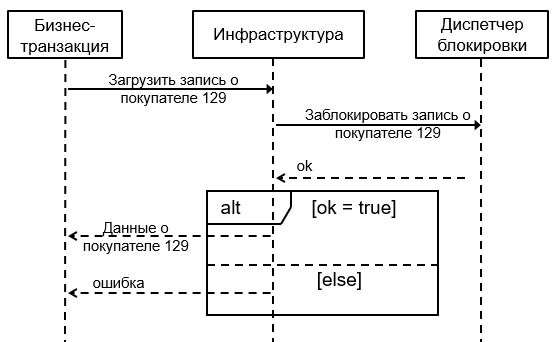 Бизнес-
транзакция
Инфраструктура
Диспетчер
блокировки
Загрузить запись о
покупателе 129
Заблокировать запись о
покупателе 129
ok
alt
[ok = true]
Данные о
покупателе 129
[else]
ошибка